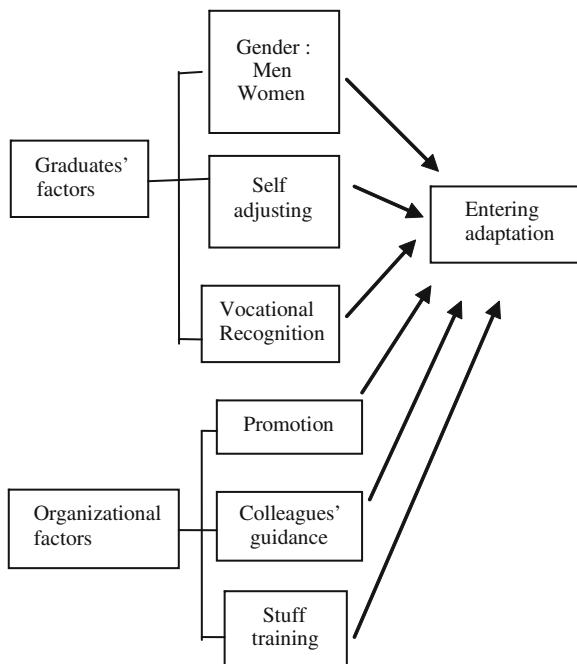 Gender :
Men
Women
Graduates’
factors
Self
adjusting
Entering
adaptation
Vocational
Recognition
Promotion
Organizational
factors
Colleagues’
guidance
Stuff
training